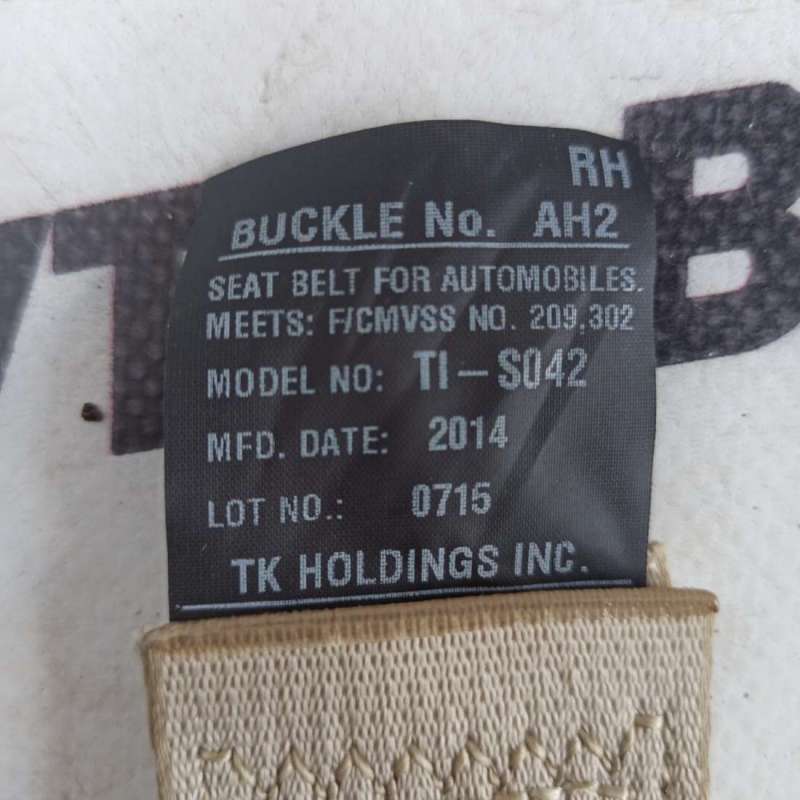 RH
BUCKLE No. AH2
SEAT BELT FOR AUTOMOBILES.
MEETS: F/CMVSS NO. 209,302
MODEL NO: TI-S042
MFD. DATE: 2014
LOT NO.: 0715
TK HOLDINGS INC.